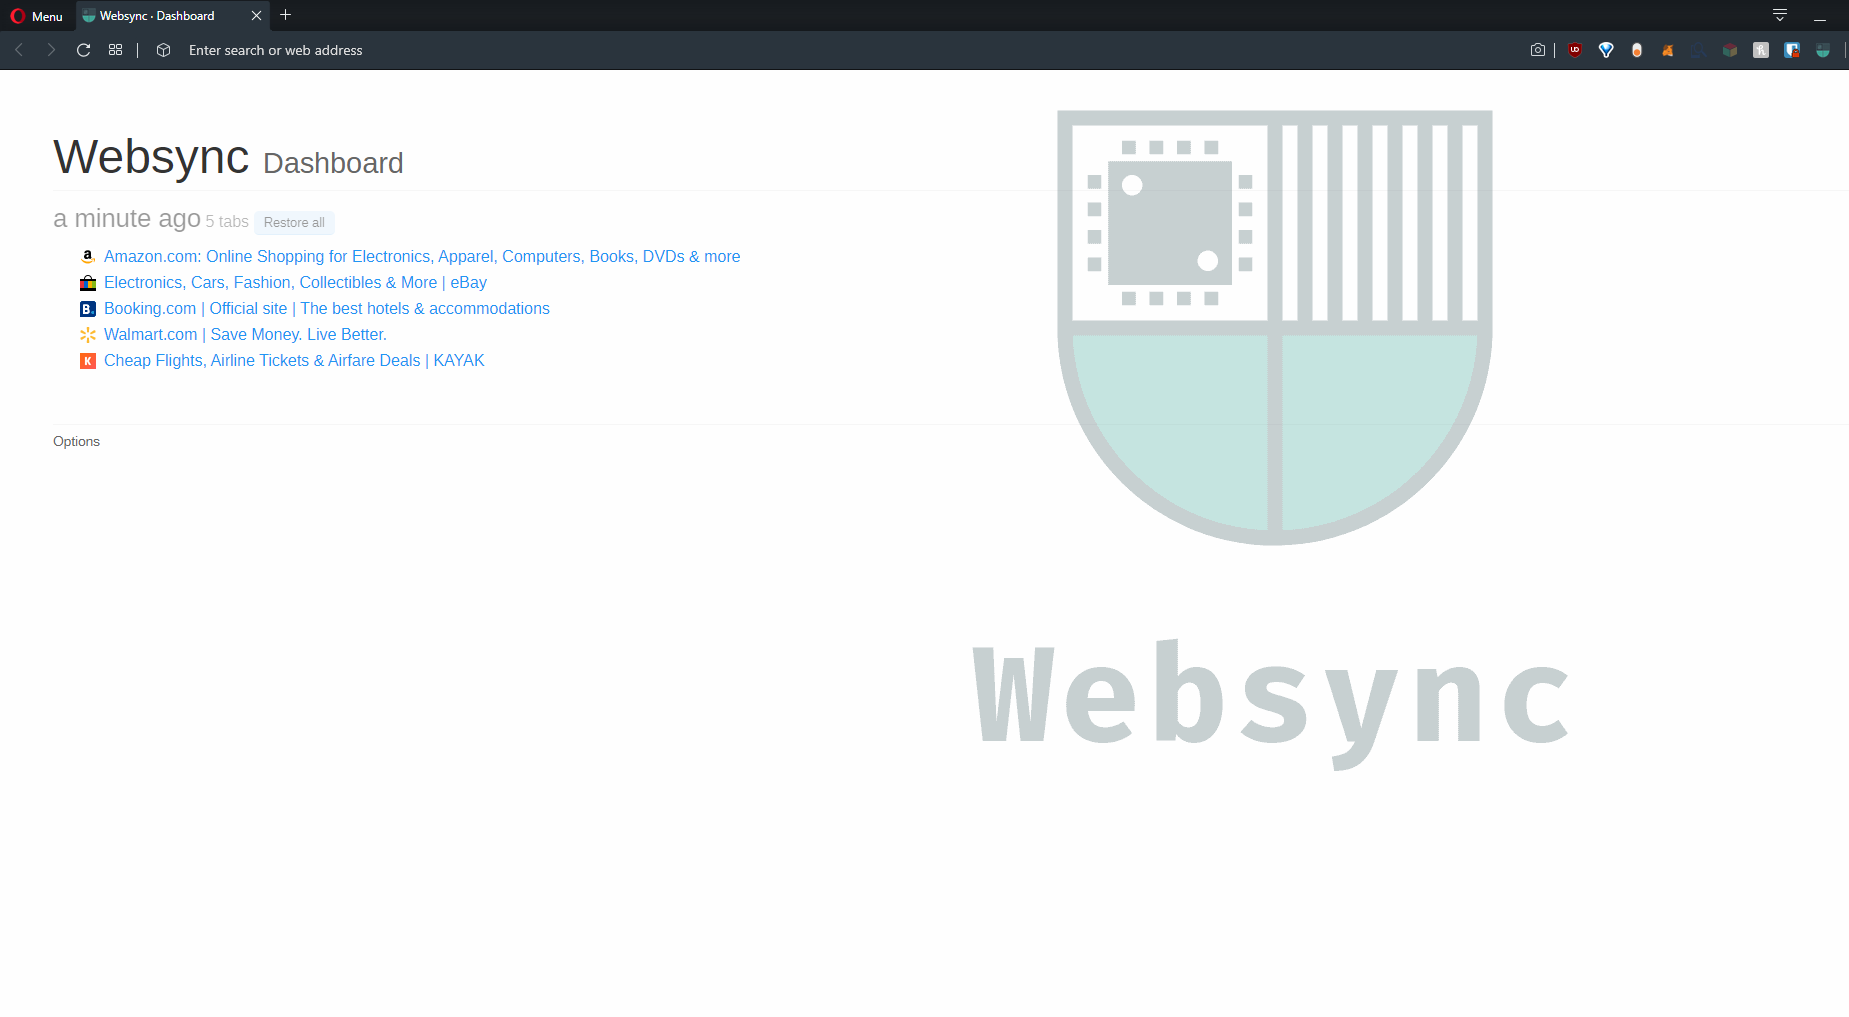 Menu
Websync · Dashboard
Enter search or web address
Websync Dashboard
a minute ago 5 tabs Restore all
Amazon.com: Online Shopping for Electronics, Apparel, Computers, Books, DVDs & more
Electronics, Cars, Fashion, Collectibles & More | eBay
Booking.com | Official site | The best hotels & accommodations
Walmart.com | Save Money. Live Better.
Cheap Flights, Airline Tickets & Airfare Deals | KAYAK
Options
Websync